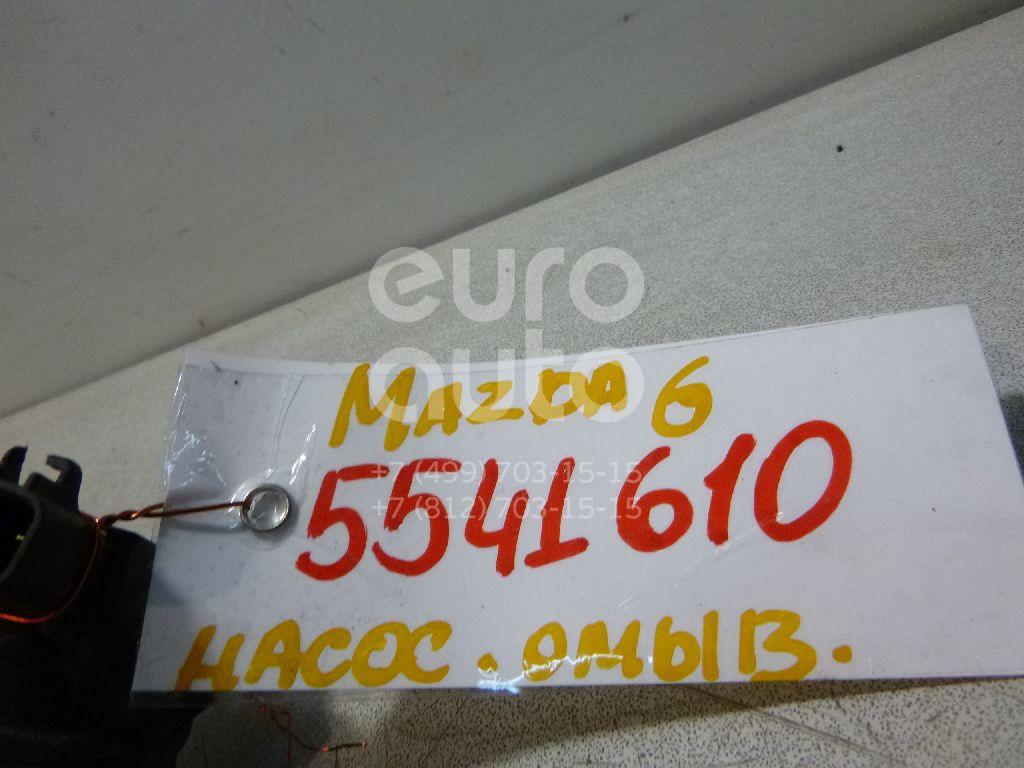 euro
auto
MAZDA 6
+7 (499) 703-15-15
5541610
+7 (812) 703-15-15
НАСОС. ОМЫВ.